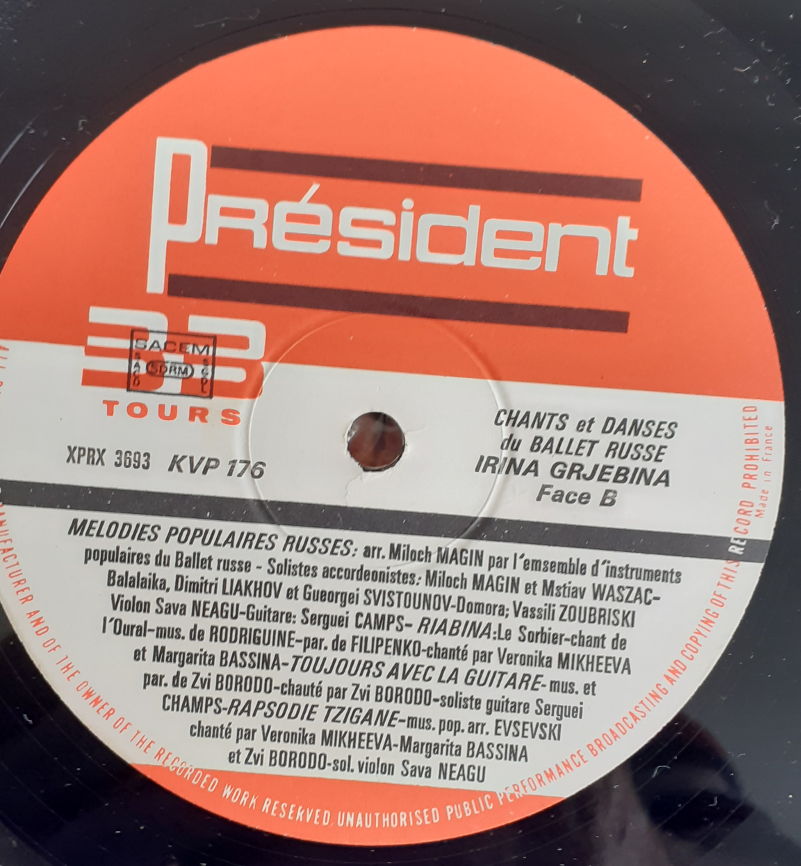 Président
33
SACEM
SACD SDRM SGDL
TOURS
XPRX 3693 KVP 176
CHANTS et DANSES
du BALLET RUSSE
IRINA GRJEBINA
Face B
MELODIES POPULAIRES RUSSES: arr. Miloch MAGIN par l'emsemble d'instruments
populaires du Ballet russe - Solistes accordeonistes: Miloch MAGIN et Mstiav WASZAC-
Balalaika, Dimitri LIAKHOV et Gueorgei SVISTOUNOV-Domora; Vassili ZOUBRISKI
Violon Sava NEAGU-Guitare: Serguei CAMPS- RIABINA:Le Sorbier-chant de
l'Oural-mus. de RODRIGUINE-par. de FILIPENKO-chanté par Veronika MIKHEEVA
et Margarita BASSINA-TOUJOURS AVEC LA GUITARE- mus. et
par. de Zvi BORODO-chauté par Zvi BORODO-soliste guitare Serguei
CHAMPS-RAPSODIE TZIGANE-mus. pop. arr. EVSEVSKI
chanté par Veronika MIKHEEVA-Margarita BASSINA
et Zvi BORODO-sol. violon Sava NEAGU
MANUFACTURER AND OF THE OWNER OF THE RECORDED WORK RESERVED. UNAUTHORISED PUBLIC PERFORMANCE BROADCASTING AND COPYING OF THIS RECORD PROHIBITED
Made in France